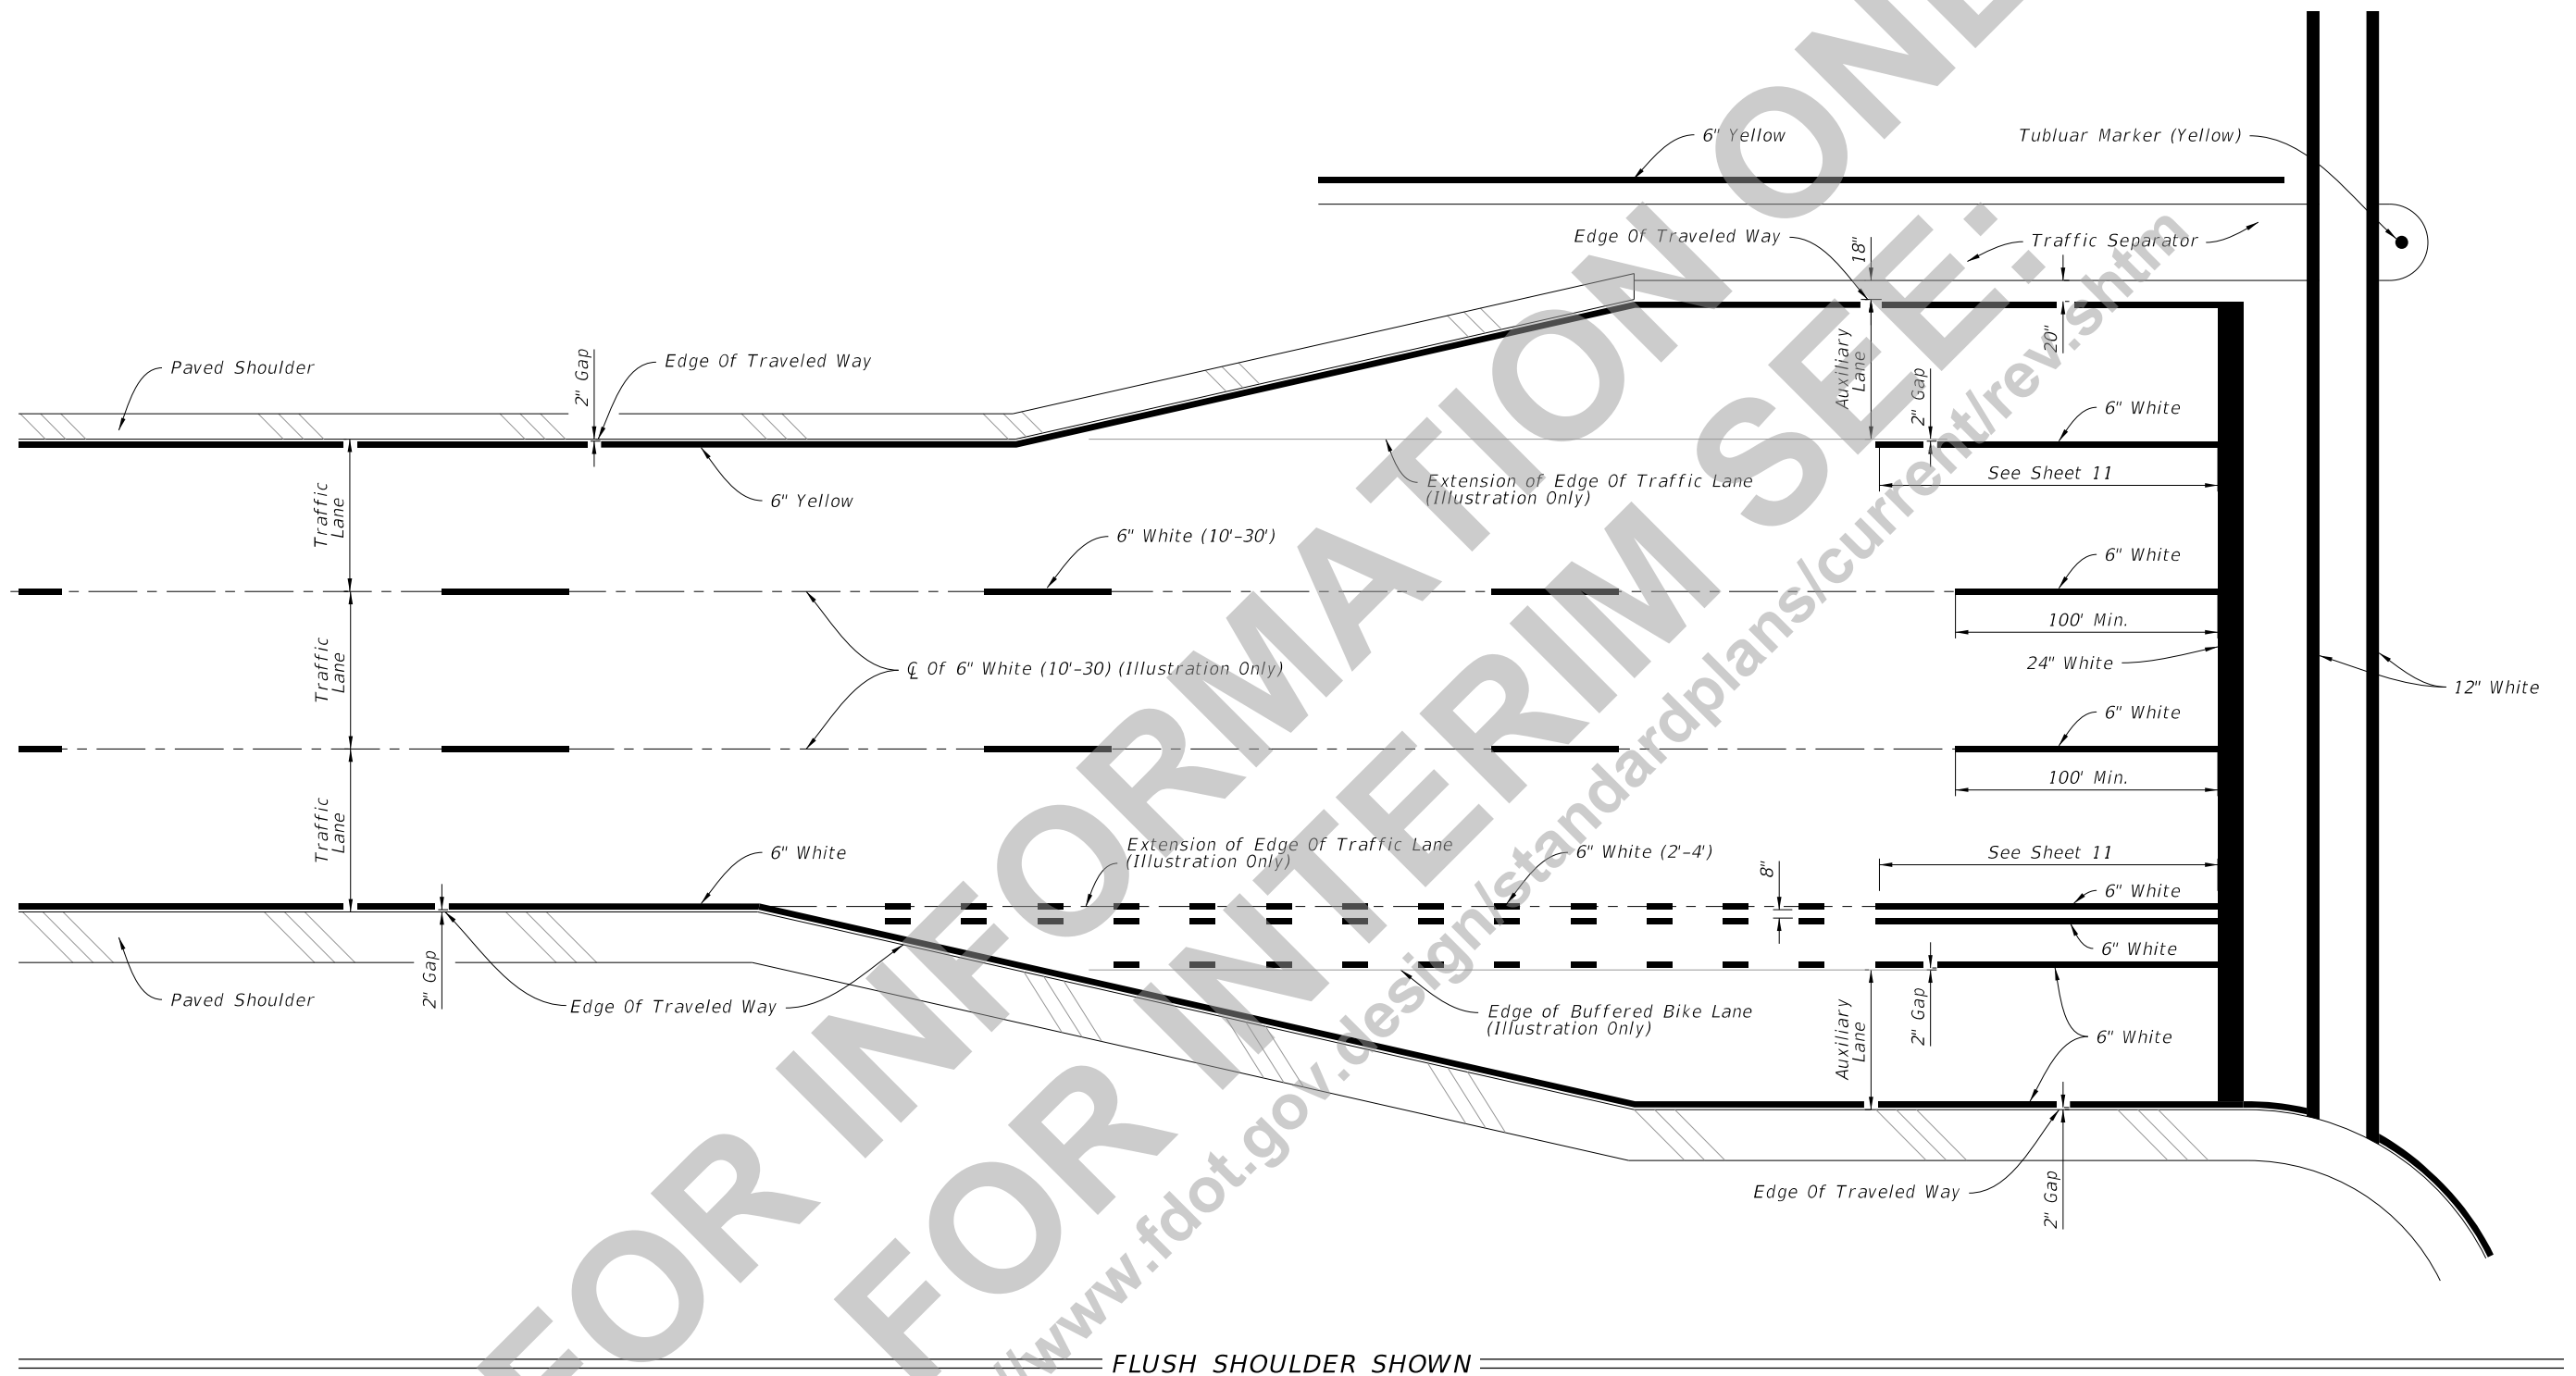 6" Yellow
Tubluar Marker (Yellow)
Edge Of Traveled Way
18"
Traffic Separator
20"
Paved Shoulder
2" Gap
Edge Of Traveled Way
Auxiliary
Lane
2" Gap
6" White
6" Yellow
Traffic
Lane
Extension of Edge Of Traffic Lane
(Illustration Only)
See Sheet 11
6" White (10'-30')
6" White
100' Min.
Traffic
Lane
℄ Of 6" White (10'-30) (Illustration Only)
24" White
12" White
6" White
100' Min.
Traffic
Lane
6" White
Extension of Edge Of Traffic Lane
(Illustration Only)
6" White (2'-4')
8"
See Sheet 11
6" White
6" White
Paved Shoulder
2" Gap
Edge Of Traveled Way
Edge of Buffered Bike Lane
(Illustration Only)
Auxiliary
Lane
2" Gap
6" White
Edge Of Traveled Way
2" Gap
FLUSH SHOULDER SHOWN
FOR INFORMATION ONL
FOR INTERIM SEE:
//www.fdot.gov.design/standardplans/current/rev.shtm